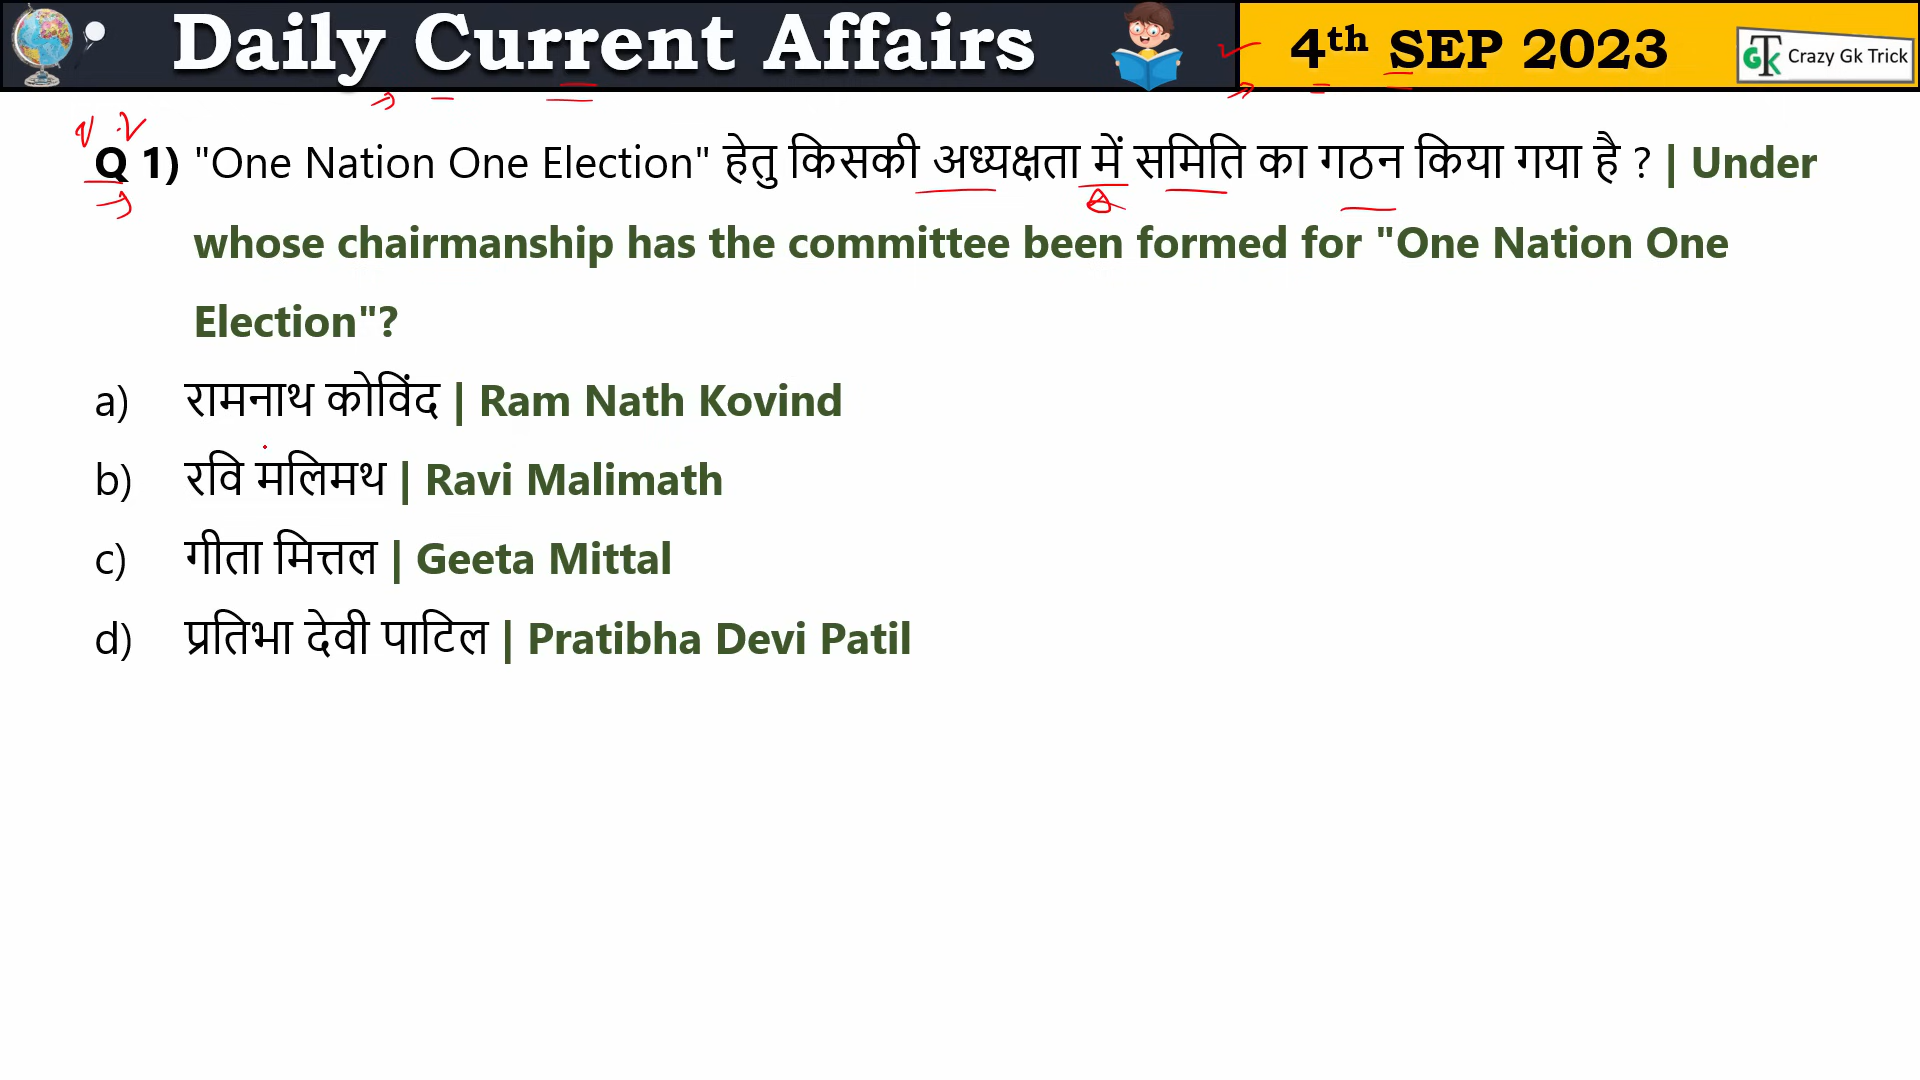 Daily Current Affairs
4th SEP 2023
GK Crazy Gk Trick
Q 1) "One Nation One Election" हेतु किसकी अध्यक्षता में समिति का गठन किया गया है ? | Under
whose chairmanship has the committee been formed for "One Nation One
Election"?
a) रामनाथ कोविंद | Ram Nath Kovind
b) रवि मलिमथ | Ravi Malimath
c) गीता मित्तल | Geeta Mittal
d) प्रतिभा देवी पाटिल | Pratibha Devi Patil